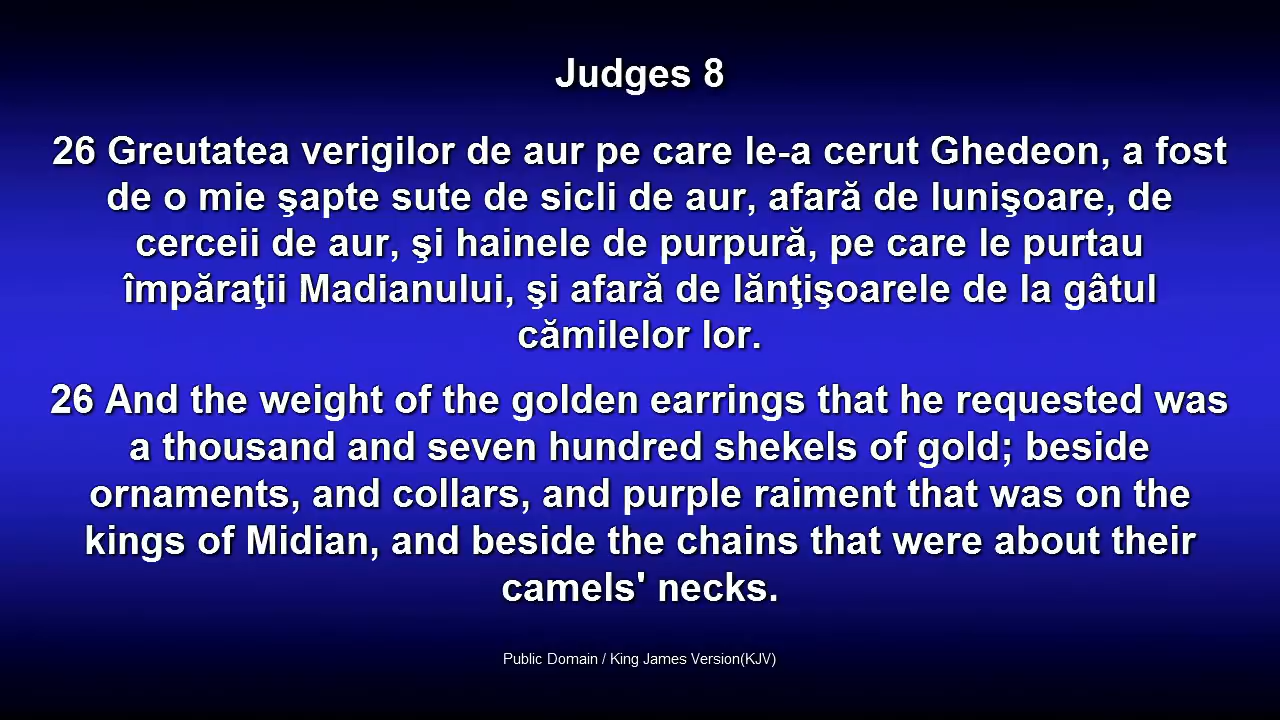 Judges 8
26 Greutatea verigilor de aur pe care le-a cerut Ghedeon, a fost
de o mie şapte sute de sicli de aur, afară de lunişoare, de
cerceii de aur, şi hainele de purpură, pe care le purtau
împăraţii Madianului, şi afară de lănţişoarele de la gâtul
cămilelor lor.
26 And the weight of the golden earrings that he requested was
a thousand and seven hundred shekels of gold; beside
ornaments, and collars, and purple raiment that was on the
kings of Midian, and beside the chains that were about their
camels' necks.
Public Domain / King James Version(KJV)